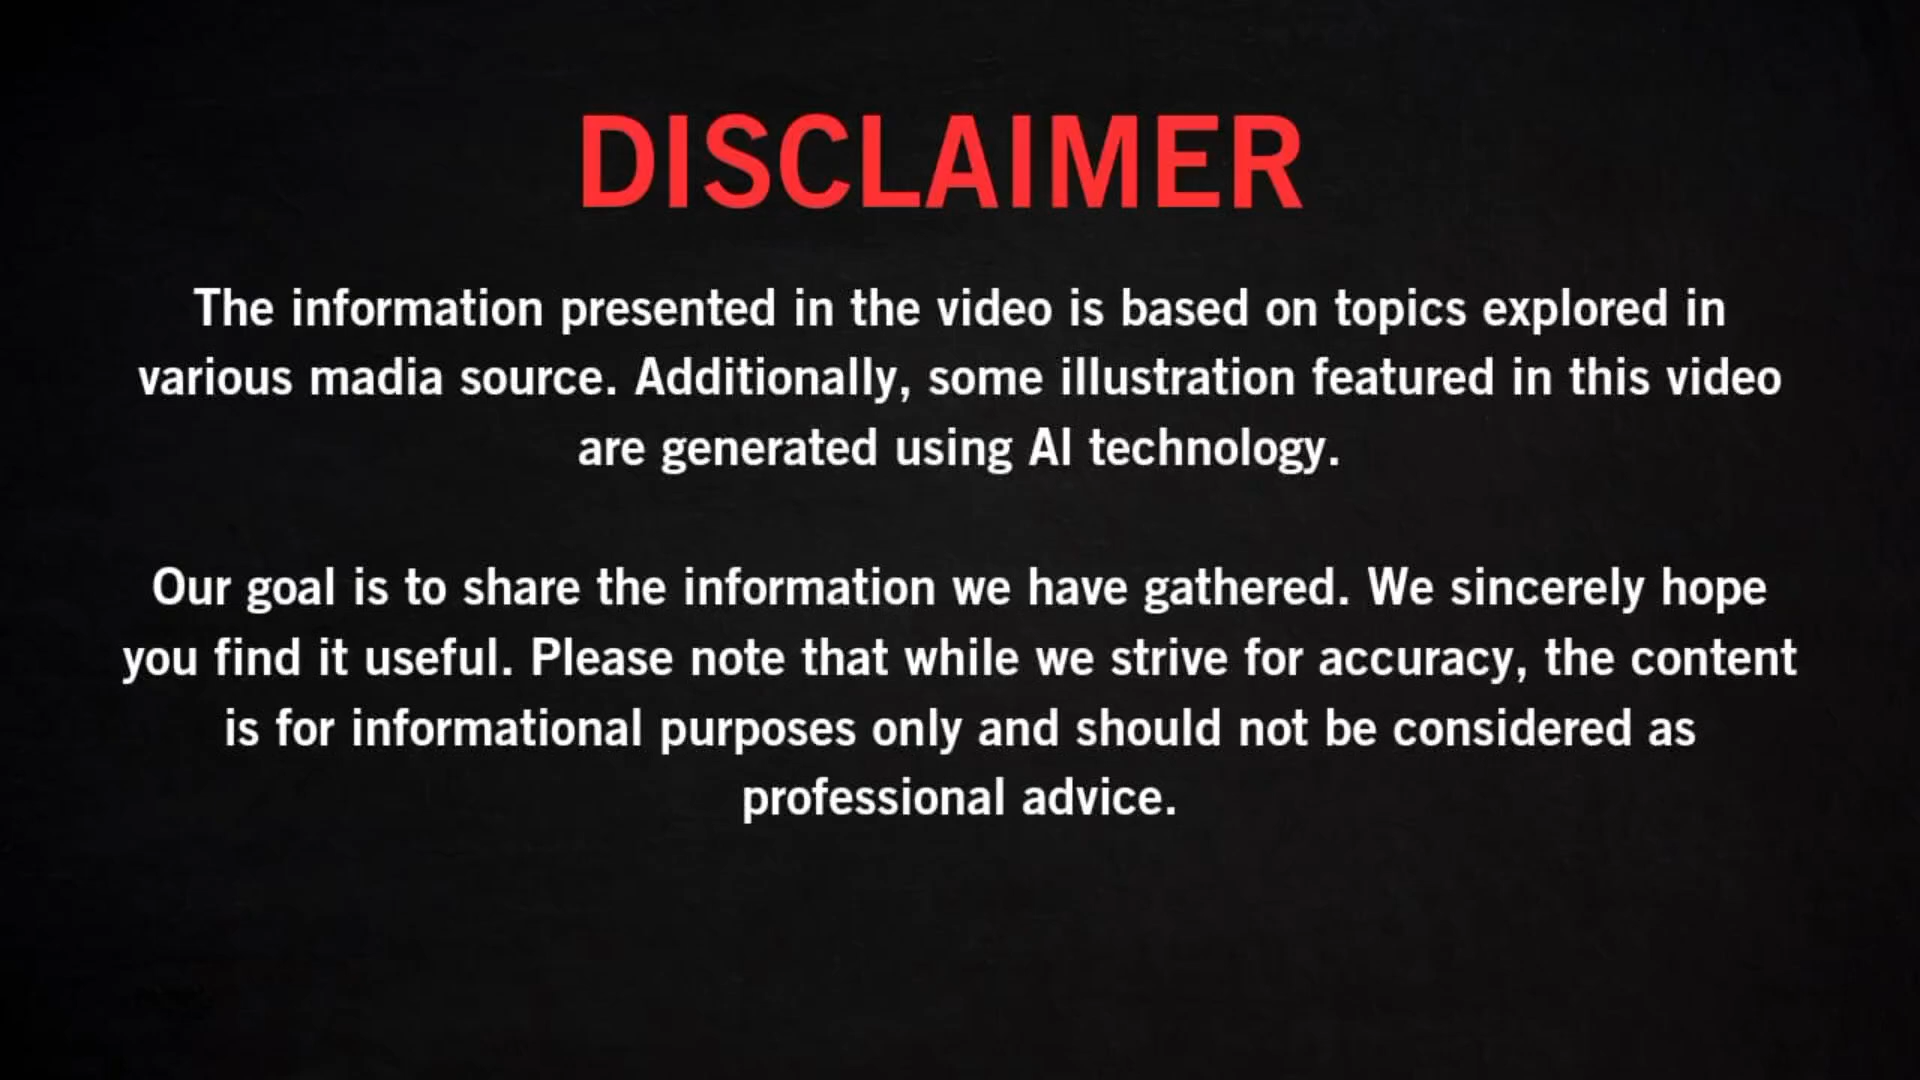 DISCLAIMER
The information presented in the video is based on topics explored in
various madia source. Additionally, some illustration featured in this video
are generated using AI technology.
Our goal is to share the information we have gathered. We sincerely hope
you find it useful. Please note that while we strive for accuracy, the content
is for informational purposes only and should not be considered as
professional advice.